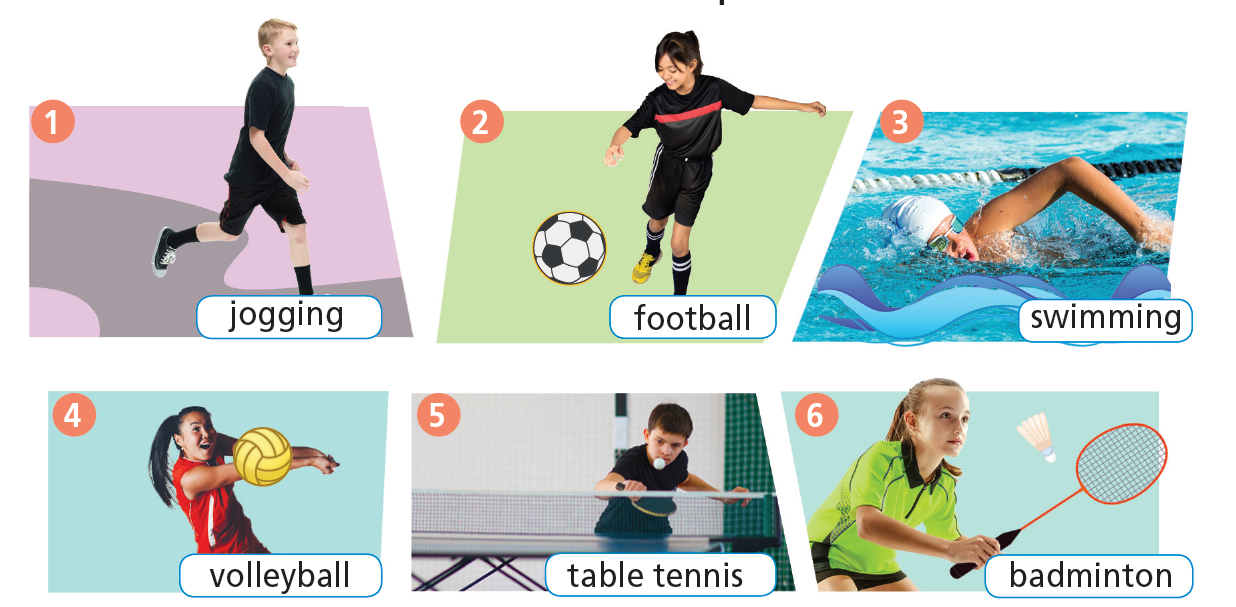 1
jogging
2
football
3
swimming
4
volleyball
5
table tennis
6
badminton